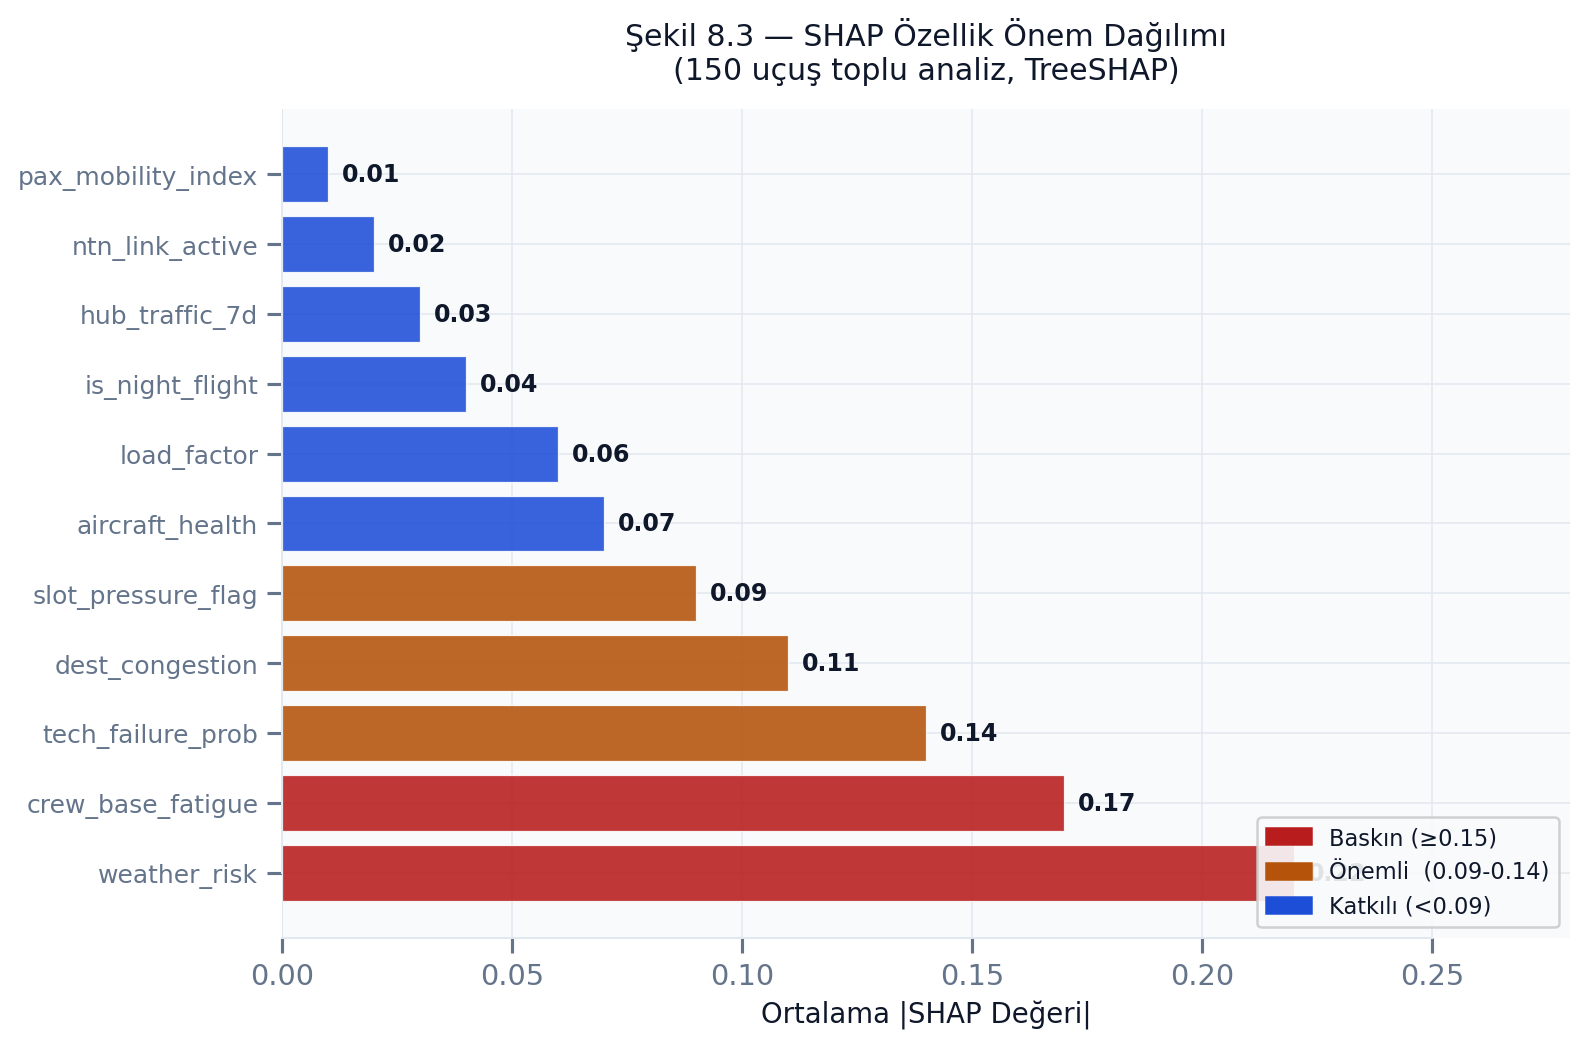 Şekil 8.3 — SHAP Özellik Önem Dağılımı
(150 uçuş toplu analiz, TreeSHAP)
pax_mobility_index 0.01
ntn_link_active 0.02
hub_traffic_7d 0.03
is_night_flight 0.04
load_factor 0.06
aircraft_health 0.07
slot_pressure_flag 0.09
dest_congestion 0.11
tech_failure_prob 0.14
crew_base_fatigue 0.17
weather_risk
Baskın (≥0.15)
Önemli (0.09-0.14)
Katkılı (<0.09)
0.00 0.05 0.10 0.15 0.20 0.25
Ortalama |SHAP Değeri|